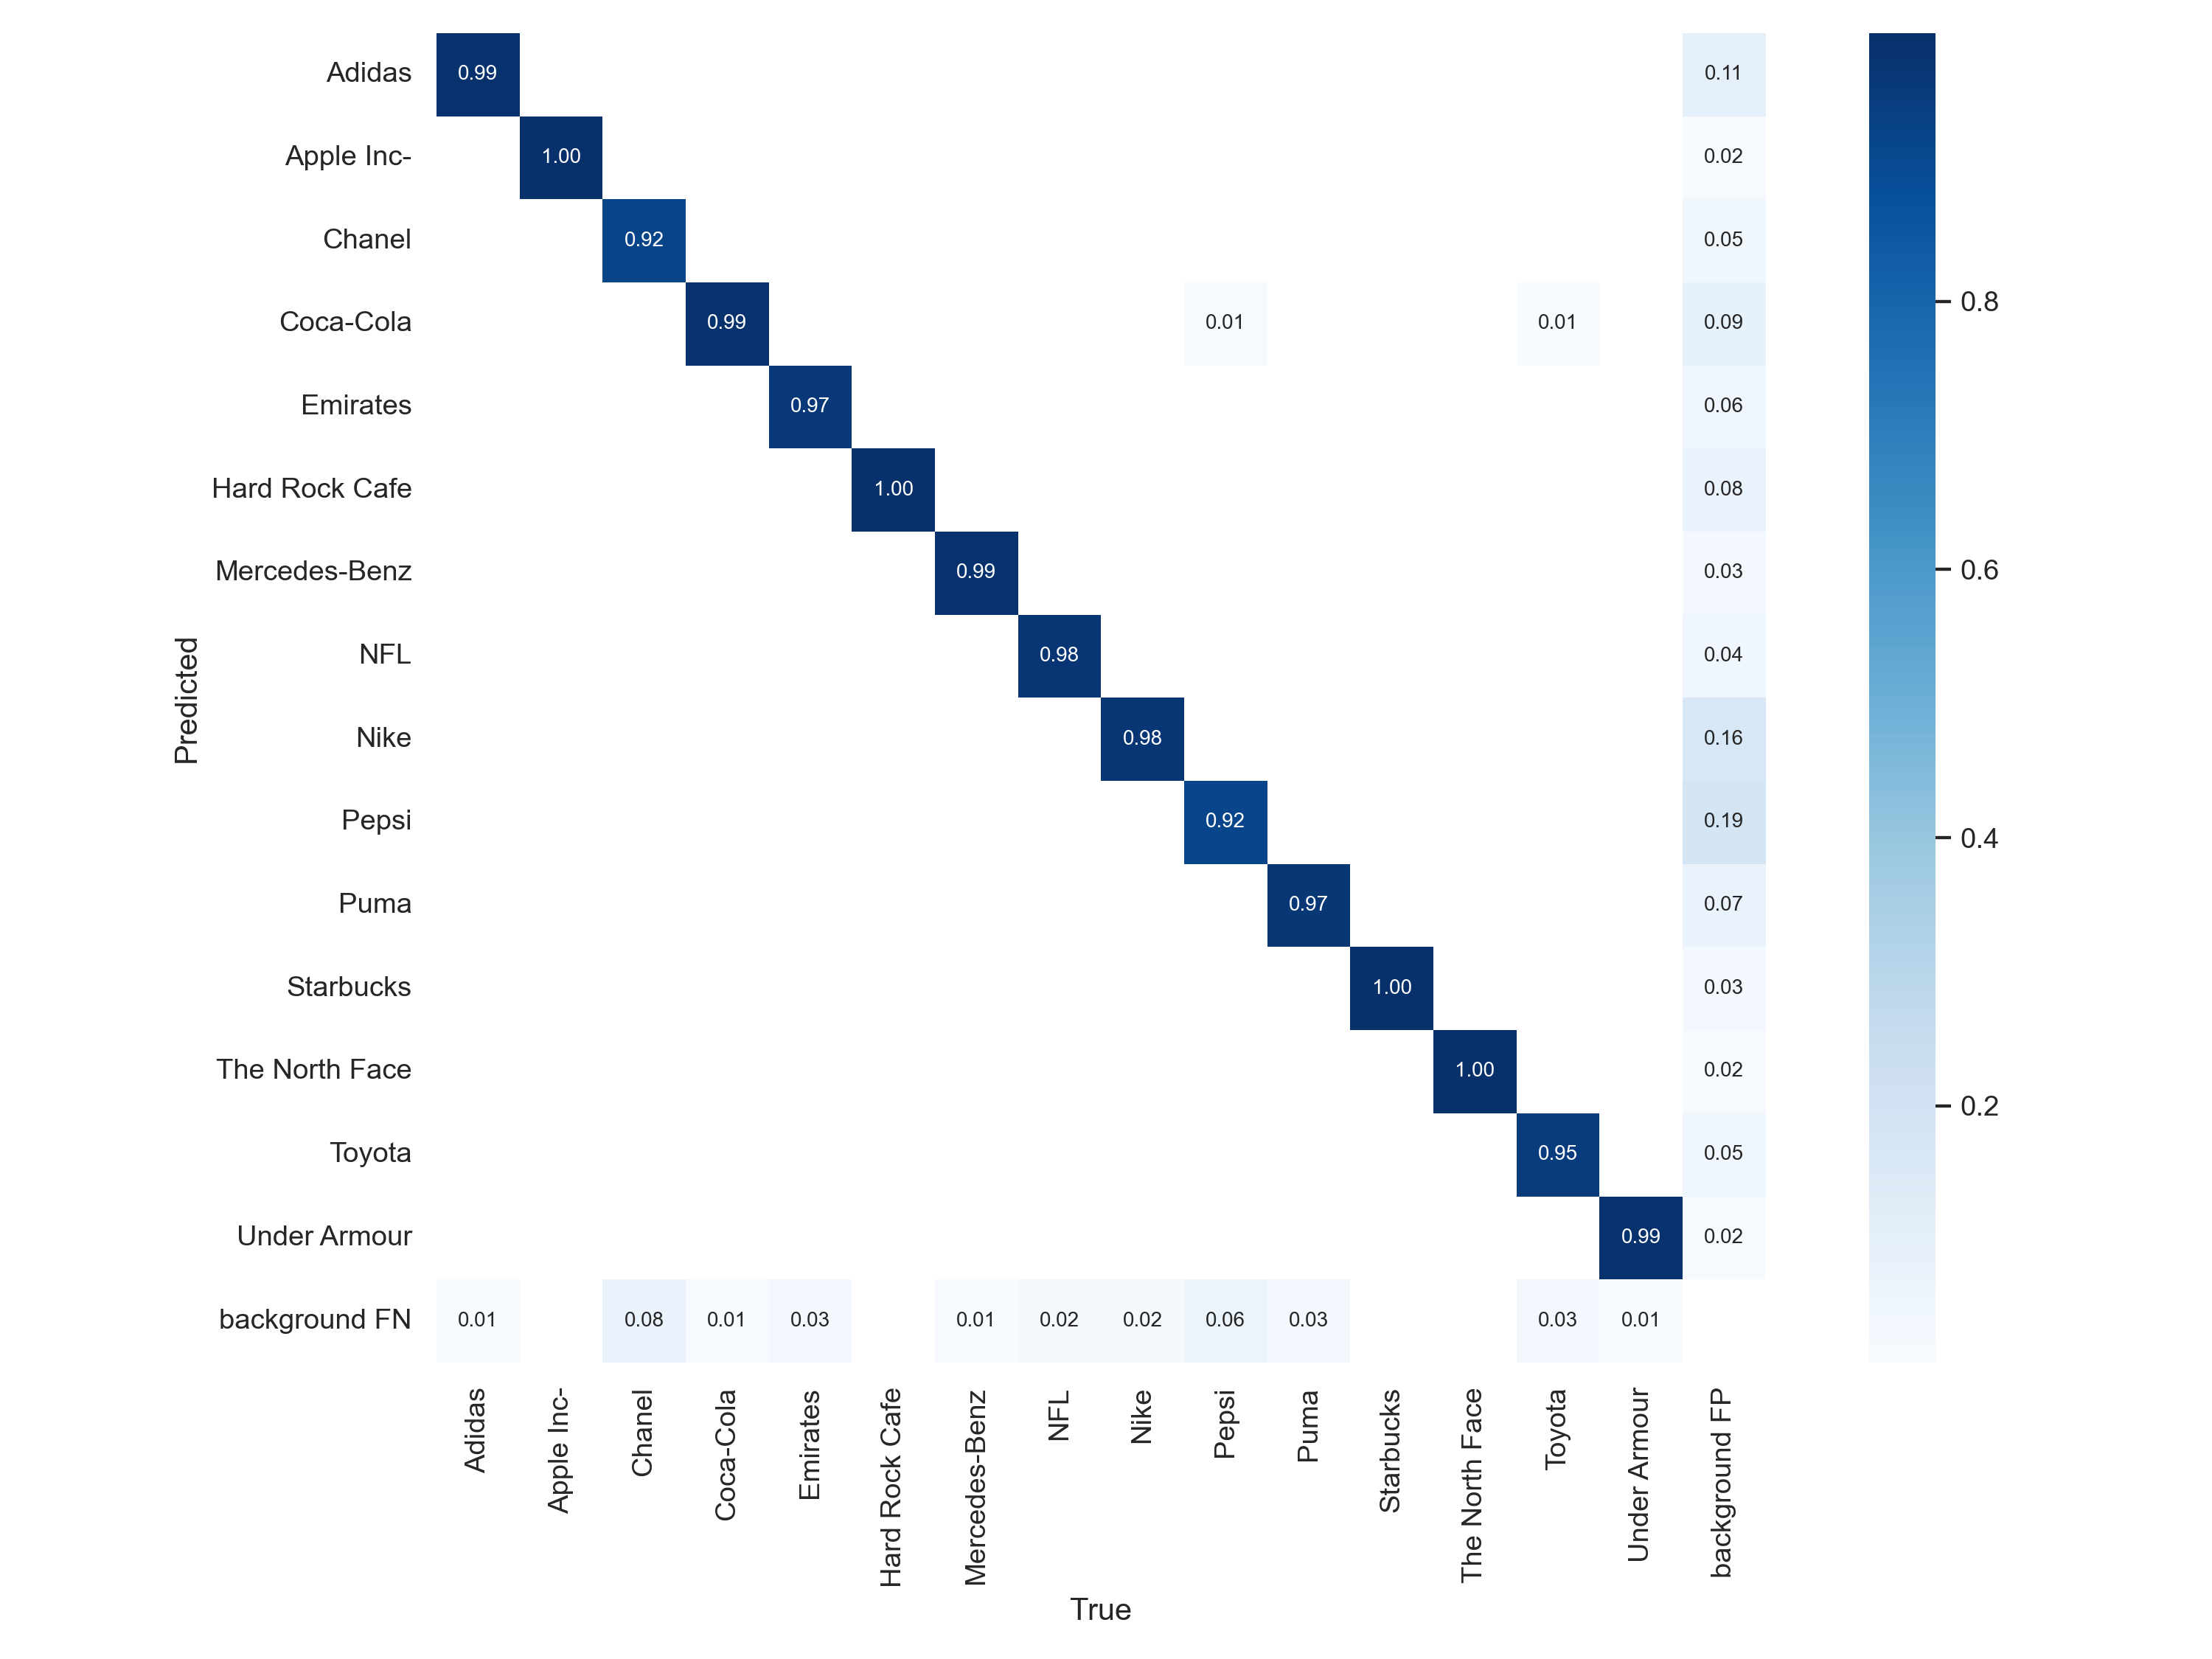 Adidas 0.99 0.11
Apple Inc- 1.00 0.02
Chanel 0.92 0.05
Coca-Cola 0.99 0.01 0.01 0.09
Emirates 0.97 0.06
Hard Rock Cafe 1.00 0.08
Mercedes-Benz 0.99 0.03
NFL 0.98 0.04
Nike 0.98 0.16
Pepsi 0.92 0.19
Puma 0.97 0.07
Starbucks 1.00 0.03
The North Face 1.00 0.02
Toyota 0.95 0.05
Under Armour 0.99 0.02
background FN 0.01 0.08 0.01 0.03 0.01 0.02 0.02 0.06 0.03 0.03 0.01
Predicted
Adidas
Apple Inc-
Chanel
Coca-Cola
Emirates
Hard Rock Cafe
Mercedes-Benz
NFL
Nike
Pepsi
Puma
Starbucks
The North Face
Toyota
Under Armour
background FP
True
0.8
0.6
0.4
0.2